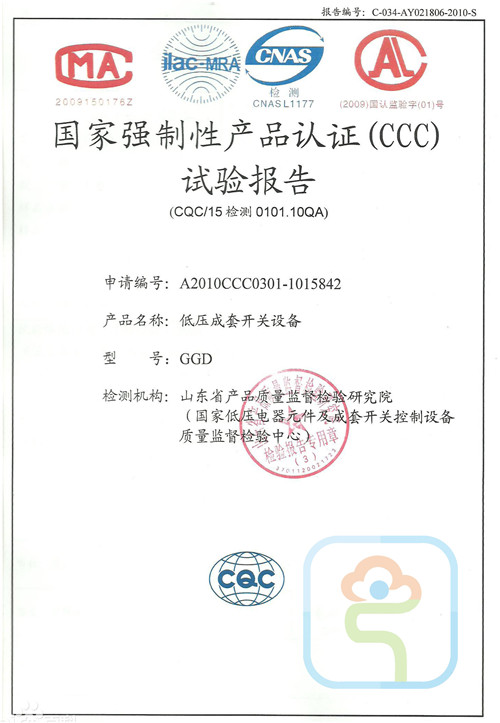 报告编号：C-034-AY021806-2010-S
MA
ilac-MRA
CNAS
AL
2009150176Z
检 测
CNAS L1177
(2009)国认监验字(01)号
国家强制性产品认证(CCC)
试验报告
(CQC/15 检测 0101.10QA)
申请编号：A2010CCC0301-1015842
产品名称：低压成套开关设备
型 号：GGD
检测机构：山东省产品质量监督检验研究院
（国家低压电器元件及成套开关控制设备
质量监督检验中心）
检验报告专用章
（3）
CQC